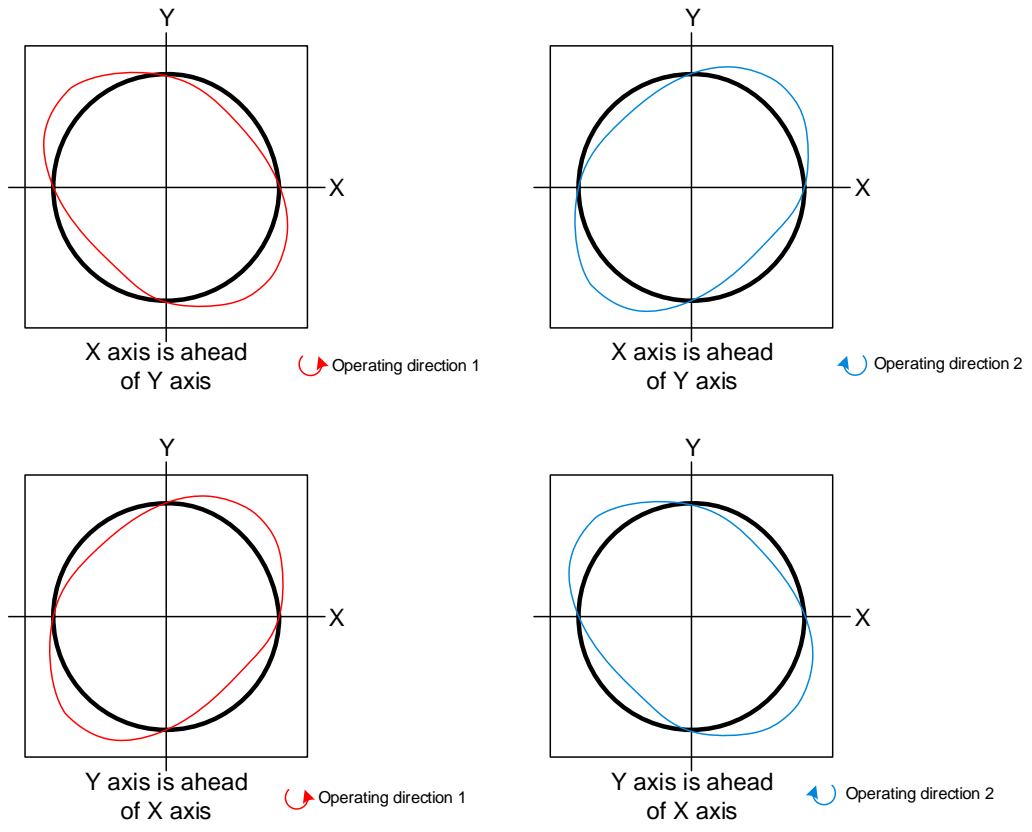 Y
X
X axis is ahead
of Y axis
Operating direction 1
Y
X
X axis is ahead
of Y axis
Operating direction 2
Y
X
Y axis is ahead
of X axis
Operating direction 1
Y
X
Y axis is ahead
of X axis
Operating direction 2